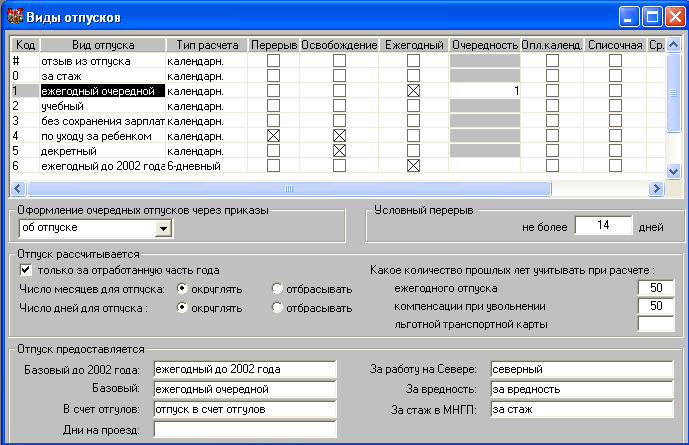 Виды отпусков
Код Вид отпуска Тип расчета Перерыв Освобождение Ежегодный Очередность Опл.календ. Списочная Ср.
# отзыв из отпуска календарн.
0 за стаж календарн.
1 ежегодный очередной календарн. 1
2 учебный календарн.
3 без сохранения зарплат календарн.
4 по уходу за ребенком календарн.
5 декретный календарн.
6 ежегодный до 2002 года 6-дневный
Оформление очередных отпусков через приказы
об отпуске
Условный перерыв
не более 14 дней
Отпуск рассчитывается
только за отработанную часть года
Число месяцев для отпуска: округлять отбрасывать
Число дней для отпуска : округлять отбрасывать
Какое количество прошлых лет учитывать при расчете :
ежегодного отпуска 50
компенсации при увольнении 50
льготной транспортной карты
Отпуск предоставляется
Базовый до 2002 года: ежегодный до 2002 года
Базовый: ежегодный очередной
В счет отгулов: отпуск в счет отгулов
Дни на проезд:
За работу на Севере: северный
За вредность: за вредность
За стаж в МНГП: за стаж